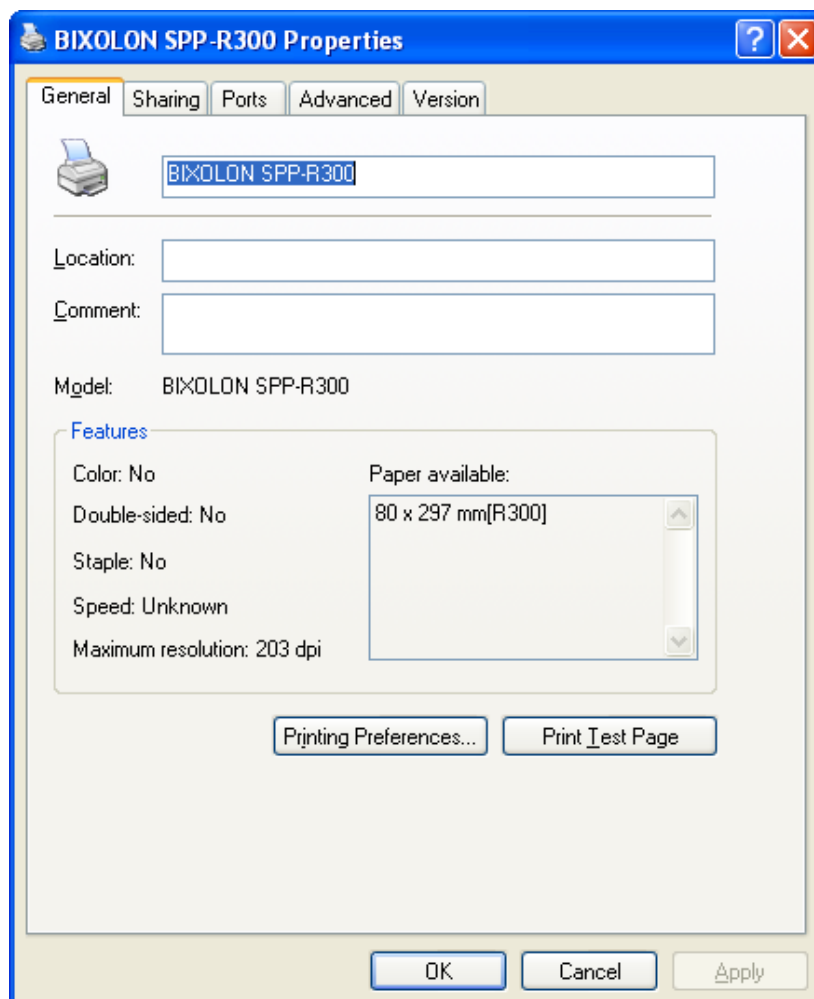 BIXOLON SPP-R300 Properties
General Sharing Ports Advanced Version
BIXOLON SPP-R300
Location:
Comment:
Model: BIXOLON SPP-R300
Features
Color: No
Double-sided: No
Staple: No
Speed: Unknown
Maximum resolution: 203 dpi
Paper available:
80 x 297 mm[R300]
Printing Preferences... Print Test Page
OK Cancel Apply